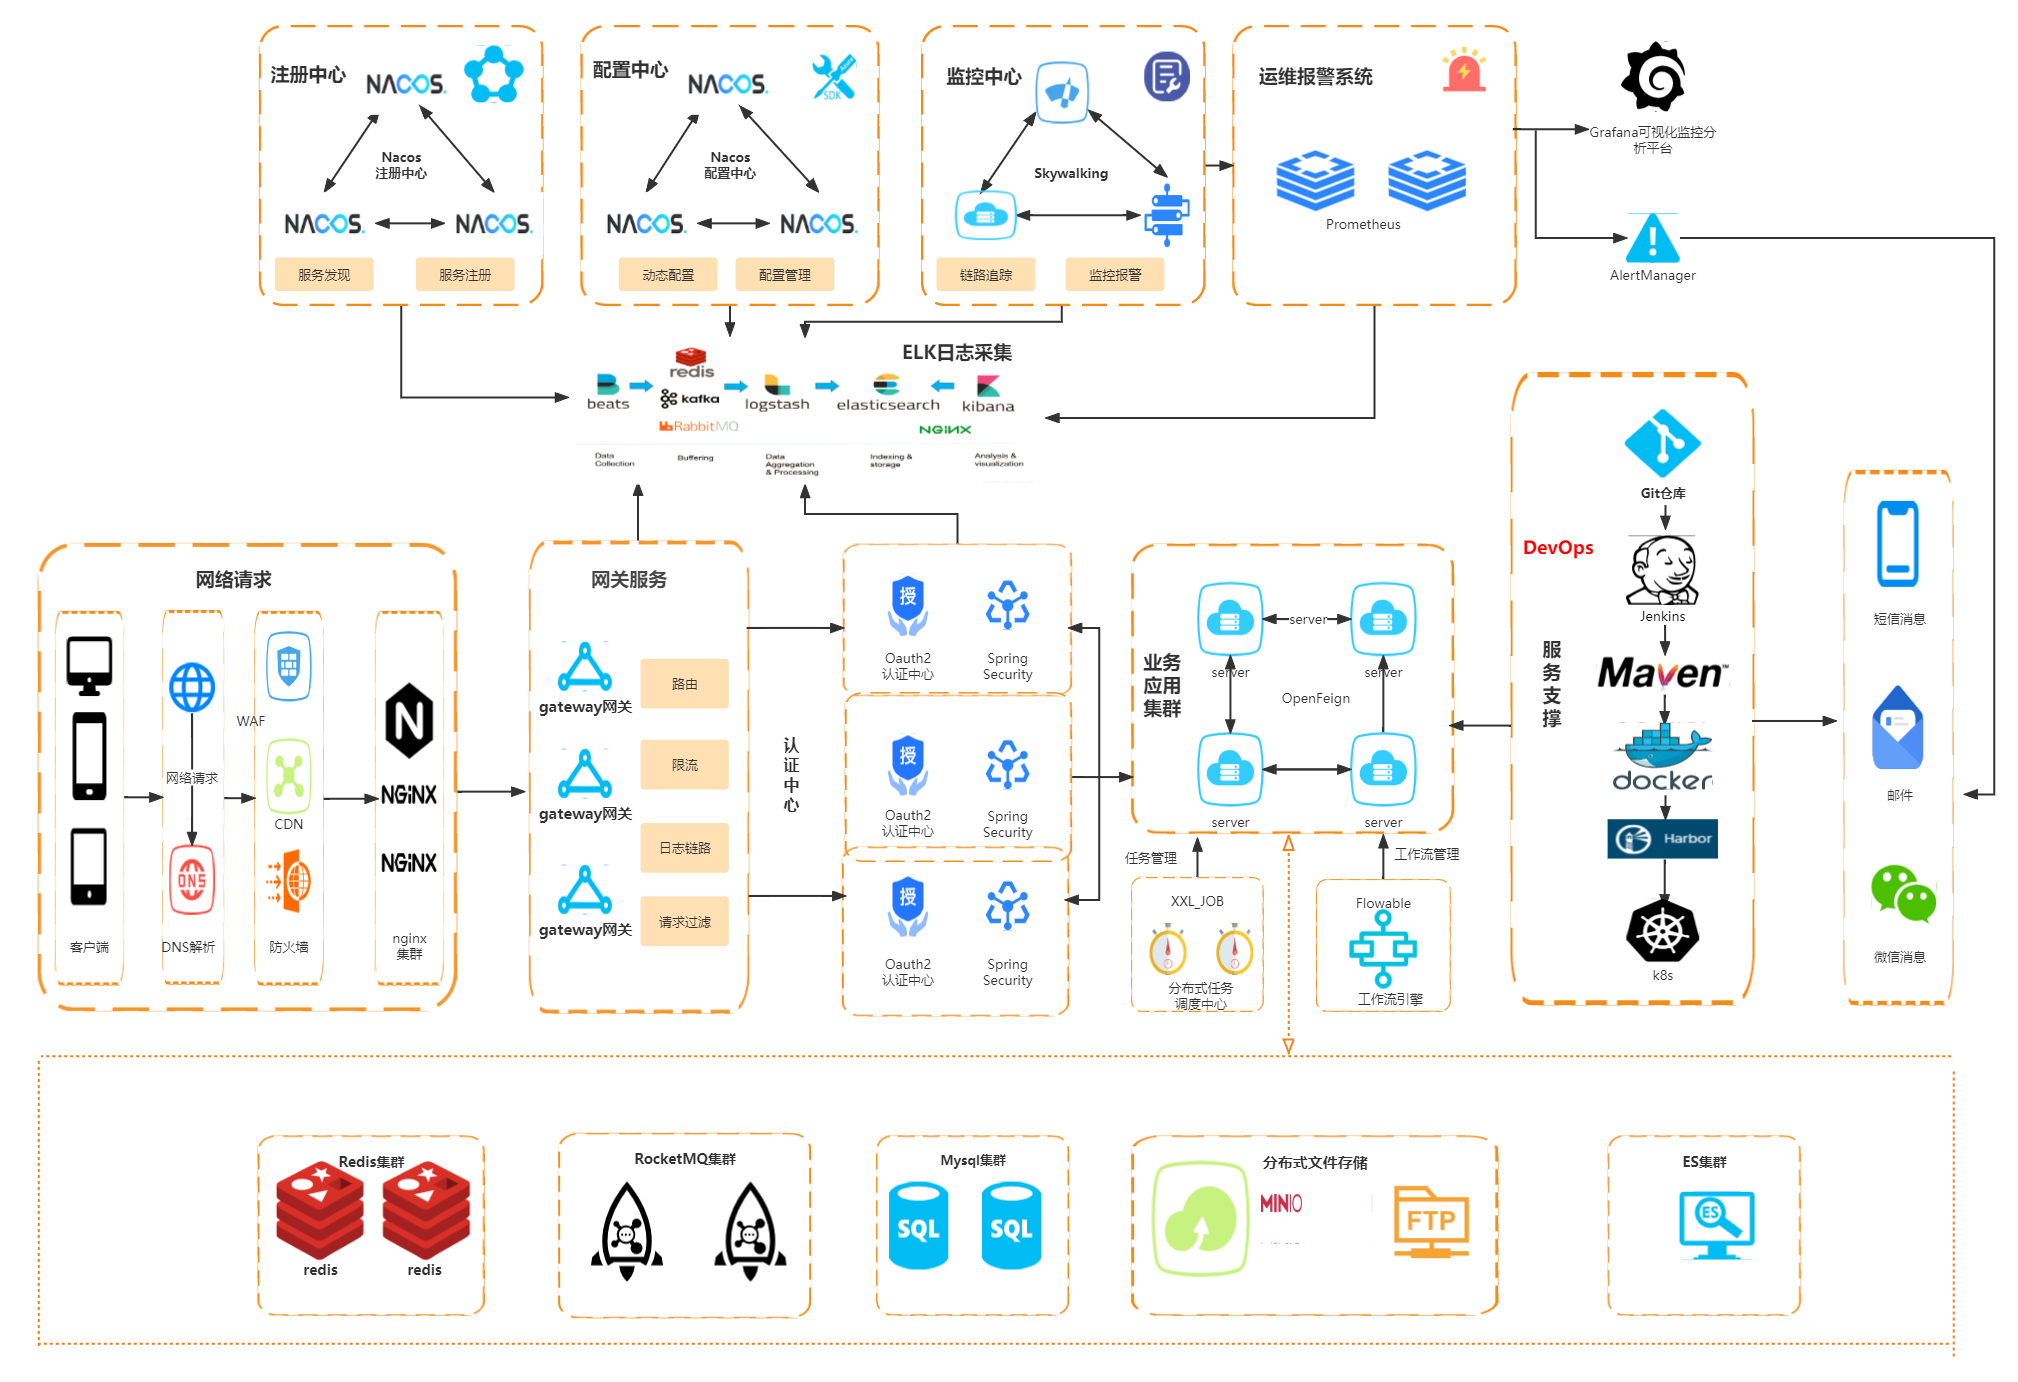 注册中心
NACOS.
Nacos
注册中心
NACOS.
NACOS.
服务发现
服务注册
配置中心
NACOS.
SDK
Nacos
配置中心
NACOS.
NACOS.
动态配置
配置管理
监控中心
Skywalking
链路追踪
监控报警
运维报警系统
Prometheus
Grafana可视化监控分
析平台
AlertManager
ELK日志采集
beats
redis
kafka
RabbitMQ
logstash
elasticsearch
kibana
NGINX
Data
Collection
Buffering
Data
Aggregation
& Processing
Indexing &
storage
Analysis &
visualization
网络请求
客户端
网络请求
DNS
DNS解析
WAF
CDN
防火墙
N
NGINX
NGINX
nginx
集群
网关服务
gateway网关
gateway网关
gateway网关
路由
限流
日志链路
请求过滤
认证中心
授
Oauth2
认证中心
Spring
Security
授
Oauth2
认证中心
Spring
Security
授
Oauth2
认证中心
Spring
Security
业务
应用
集群
server
server
server
OpenFeign
server
server
任务管理
XXL_JOB
分布式任务
调度中心
工作流管理
Flowable
工作流引擎
DevOps
服务支撑
Git仓库
Jenkins
Maven™
docker
Harbor
k8s
短信消息
邮件
微信消息
Redis集群
redis
redis
RocketMQ集群
Mysql集群
SQL
SQL
分布式文件存储
MINIO
FTP
ES集群
ES